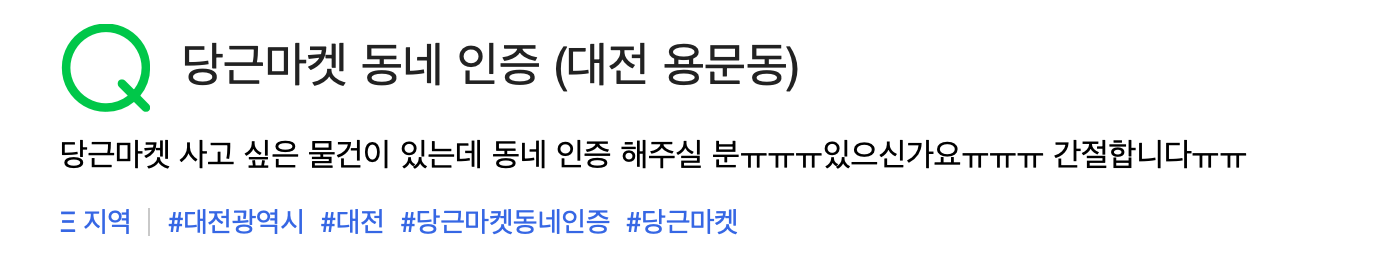 당근마켓 동네 인증 (대전 용문동)
당근마켓 사고 싶은 물건이 있는데 동네 인증 해주실 분ㅠㅠㅠ있으신가요ㅠㅠㅠ 간절합니다ㅠㅠ
지역 #대전광역시 #대전 #당근마켓동네인증 #당근마켓